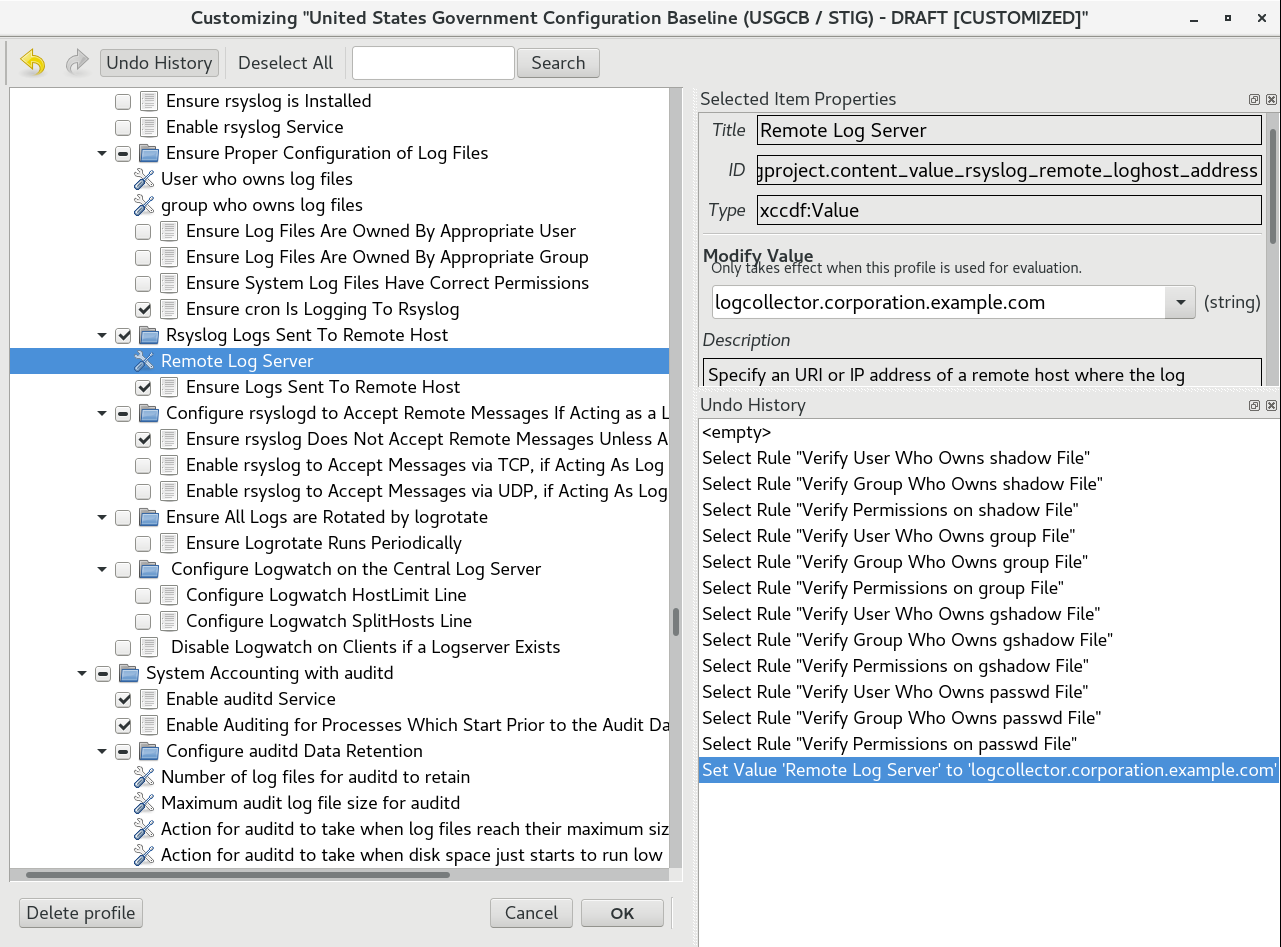 Customizing "United States Government Configuration Baseline (USGCB / STIG) - DRAFT [CUSTOMIZED]"
Undo History
Deselect All
Search
Ensure rsyslog is Installed
Enable rsyslog Service
Ensure Proper Configuration of Log Files
User who owns log files
group who owns log files
Ensure Log Files Are Owned By Appropriate User
Ensure Log Files Are Owned By Appropriate Group
Ensure System Log Files Have Correct Permissions
Ensure cron Is Logging To Rsyslog
Rsyslog Logs Sent To Remote Host
Remote Log Server
Ensure Logs Sent To Remote Host
Configure rsyslogd to Accept Remote Messages If Acting as a L
Ensure rsyslog Does Not Accept Remote Messages Unless A
Enable rsyslog to Accept Messages via TCP, if Acting As Log
Enable rsyslog to Accept Messages via UDP, if Acting As Log
Ensure All Logs are Rotated by logrotate
Ensure Logrotate Runs Periodically
Configure Logwatch on the Central Log Server
Configure Logwatch HostLimit Line
Configure Logwatch SplitHosts Line
Disable Logwatch on Clients if a Logserver Exists
System Accounting with auditd
Enable auditd Service
Enable Auditing for Processes Which Start Prior to the Audit Da
Configure auditd Data Retention
Number of log files for auditd to retain
Maximum audit log file size for auditd
Action for auditd to take when log files reach their maximum siz
Action for auditd to take when disk space just starts to run low
Delete profile
Cancel
OK
Selected Item Properties
Title Remote Log Server
ID gproject.content_value_rsyslog_remote_loghost_address
Type xccdf:Value
Modify Value
Only takes effect when this profile is used for evaluation.
logcollector.corporation.example.com (string)
Description
Specify an URI or IP address of a remote host where the log
Undo History
<empty>
Select Rule "Verify User Who Owns shadow File"
Select Rule "Verify Group Who Owns shadow File"
Select Rule "Verify Permissions on shadow File"
Select Rule "Verify User Who Owns group File"
Select Rule "Verify Group Who Owns group File"
Select Rule "Verify Permissions on group File"
Select Rule "Verify User Who Owns gshadow File"
Select Rule "Verify Group Who Owns gshadow File"
Select Rule "Verify Permissions on gshadow File"
Select Rule "Verify User Who Owns passwd File"
Select Rule "Verify Group Who Owns passwd File"
Select Rule "Verify Permissions on passwd File"
Set Value 'Remote Log Server' to 'logcollector.corporation.example.com'